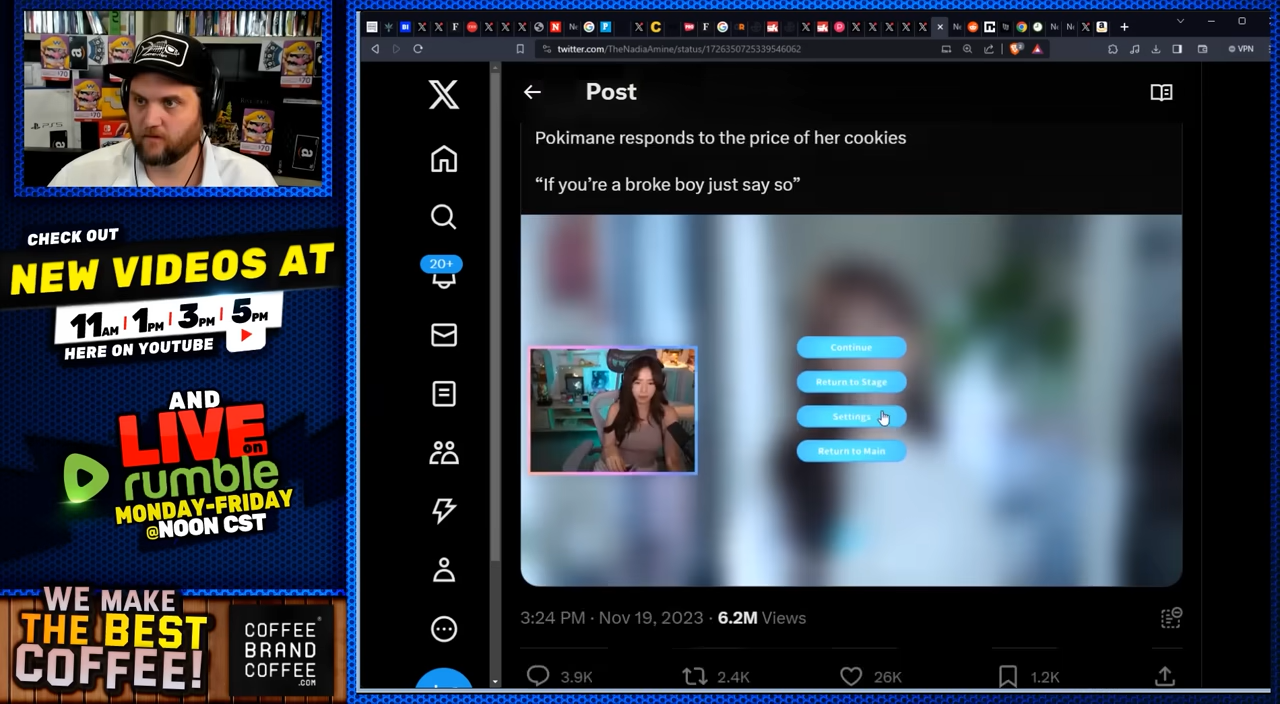 CHECK OUT
NEW VIDEOS AT
11AM | 1PM | 3PM | 5PM
HERE ON YOUTUBE
AND
LIVE on
rumble
MONDAY-FRIDAY
@NOON CST
WE MAKE
THE BEST
COFFEE!
COFFEE
BRAND
COFFEE
.COM
twitter.com/TheNadiaAmine/status/1726350725339546062
VPN
Post
20+
Pokimane responds to the price of her cookies
“If you’re a broke boy just say so”
Continue
Return to Stage
Settings
Return to Main
3:24 PM · Nov 19, 2023 · 6.2M Views
3.9K
2.4K
26K
1.2K